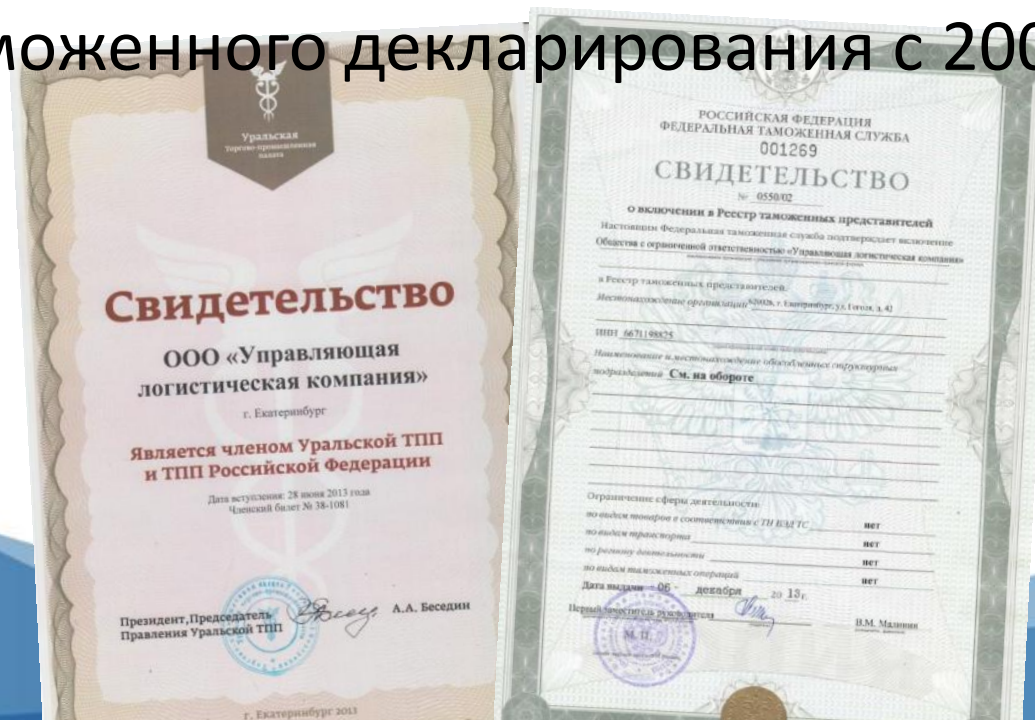 моженного декларирования с 200
Уральская
Торгово-промышленная
палата
Свидетельство
ООО «Управляющая
логистическая компания»
г. Екатеринбург
Является членом Уральской ТПП
и ТПП Российской Федерации
Дата вступления: 28 июня 2013 года
Членский билет № 38-1081
Президент, Председатель
Правления Уральской ТПП
А.А. Беседин
г. Екатеринбург 2013
РОССИЙСКАЯ ФЕДЕРАЦИЯ
ФЕДЕРАЛЬНАЯ ТАМОЖЕННАЯ СЛУЖБА
001269
СВИДЕТЕЛЬСТВО
№ 0550/02
о включении в Реестр таможенных представителей
Настоящим Федеральная таможенная служба подтверждает включение
Общества с ограниченной ответственностью «Управляющая логистическая компания»
в Реестр таможенных представителей.
Местонахождение организации 620028, г. Екатеринбург, ул. Гоголя, д. 42
ИНН 6671198825
Наименование и местонахождение обособленных структурных
подразделений См. на обороте
Ограничение сферы деятельности:
по видам товаров в соответствии с ТН ВЭД ТС нет
по видам транспорта нет
по региону деятельности нет
по видам таможенных операций нет
Дата выдачи 06 декабря 20 13 г.
Первый заместитель руководителя
В.М. Малинин
М. П.